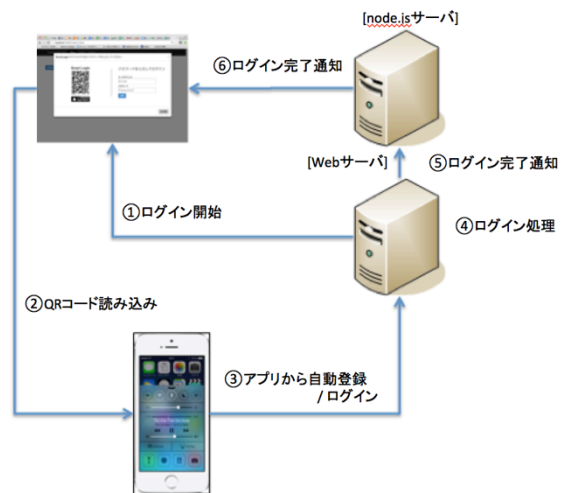 [node.jsサーバ]
⑥ログイン完了通知
[Webサーバ]
⑤ログイン完了通知
①ログイン開始
④ログイン処理
②QRコード読み込み
③アプリから自動登録
/ ログイン